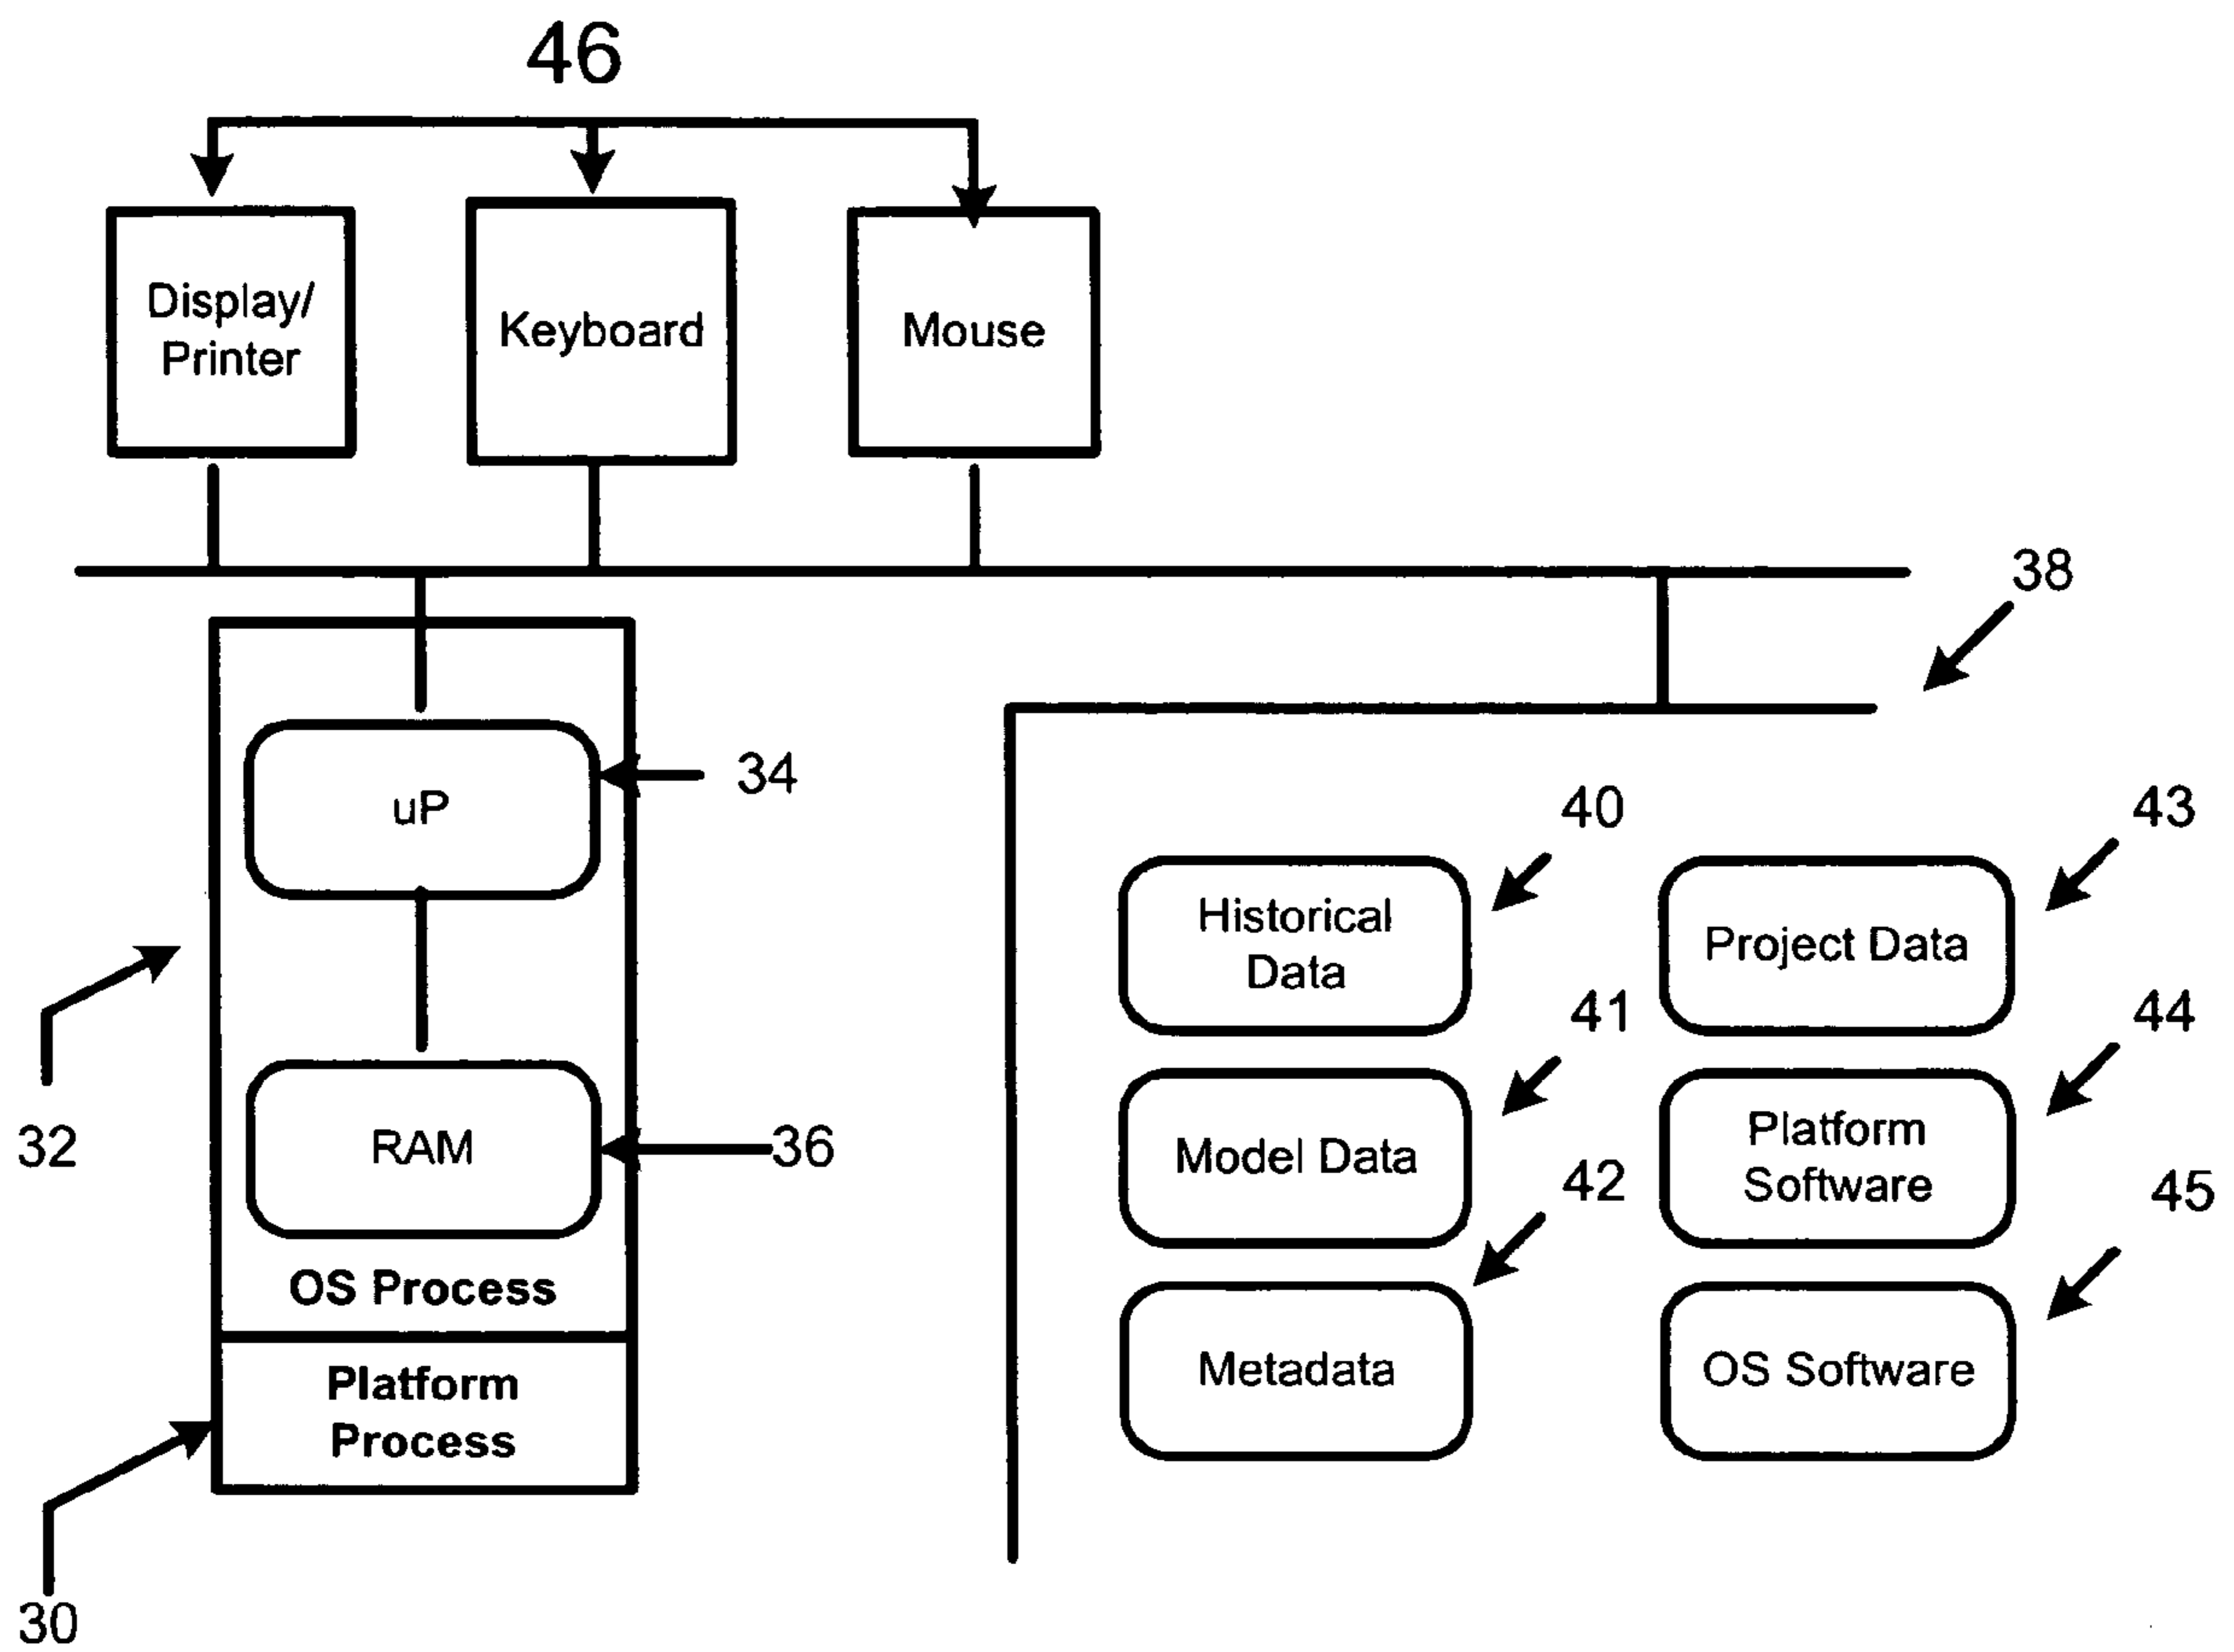 46
Display/
Printer
Keyboard
Mouse
38
uP
34
40
43
Historical
Data
Project Data
41
44
32
RAM
36
Model Data
Platform
Software
42
45
OS Process
Metadata
OS Software
Platform
Process
30